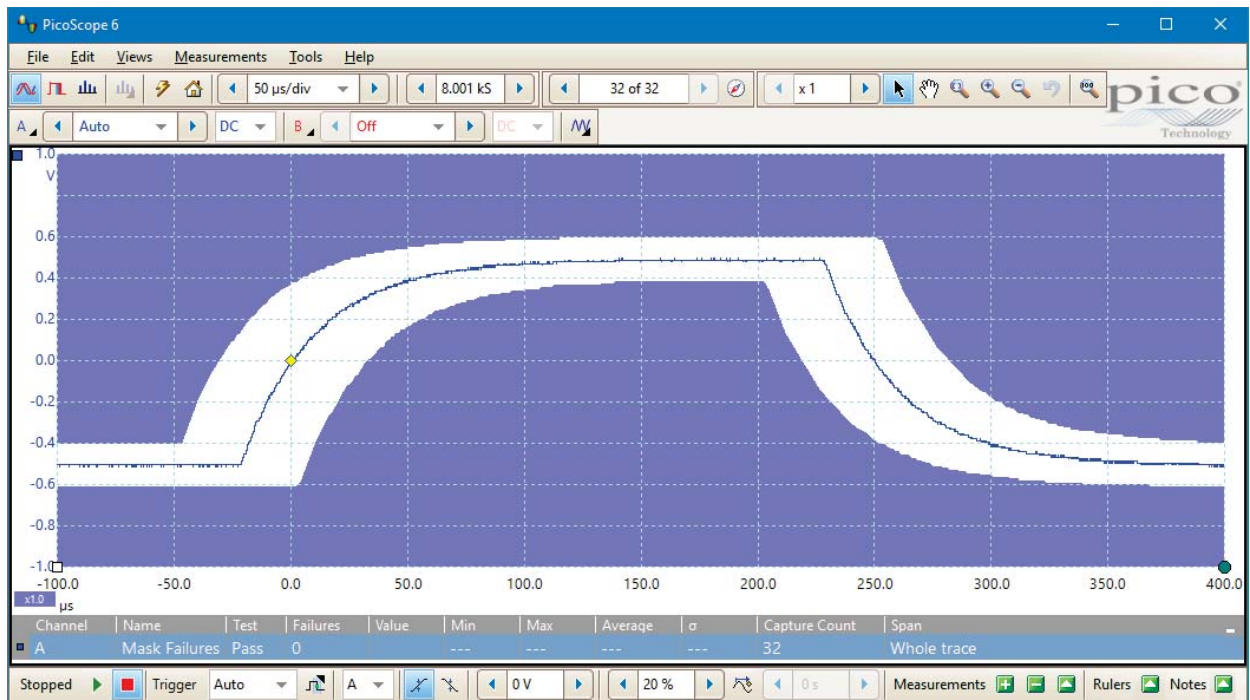 PicoScope 6
File Edit Views Measurements Tools Help
50 µs/div 8.001 kS 32 of 32 x 1
pico
Technology
A Auto DC B Off DC
1.0
V
0.6
0.4
0.2
0.0
-0.2
-0.4
-0.6
-0.8
-1.0
-100.0 -50.0 0.0 50.0 100.0 150.0 200.0 250.0 300.0 350.0 400.0
x1.0 µs
Channel Name Test Failures Value Min Max Average σ Capture Count Span
A Mask Failures Pass 0 --- --- --- --- 32 Whole trace
Stopped Trigger Auto A 0 V 20 % 0 s Measurements Rulers Notes